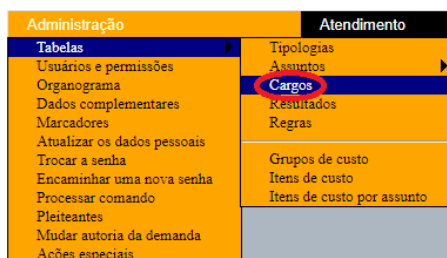 Administração
Atendimento
Tabelas
Usuários e permissões
Organograma
Dados complementares
Marcadores
Atualizar os dados pessoais
Trocar a senha
Encaminhar uma nova senha
Processar comando
Pleiteantes
Mudar autoria da demanda
Ações especiais
Tipologias
Assuntos
Cargos
Resultados
Regras
Grupos de custo
Itens de custo
Itens de custo por assunto